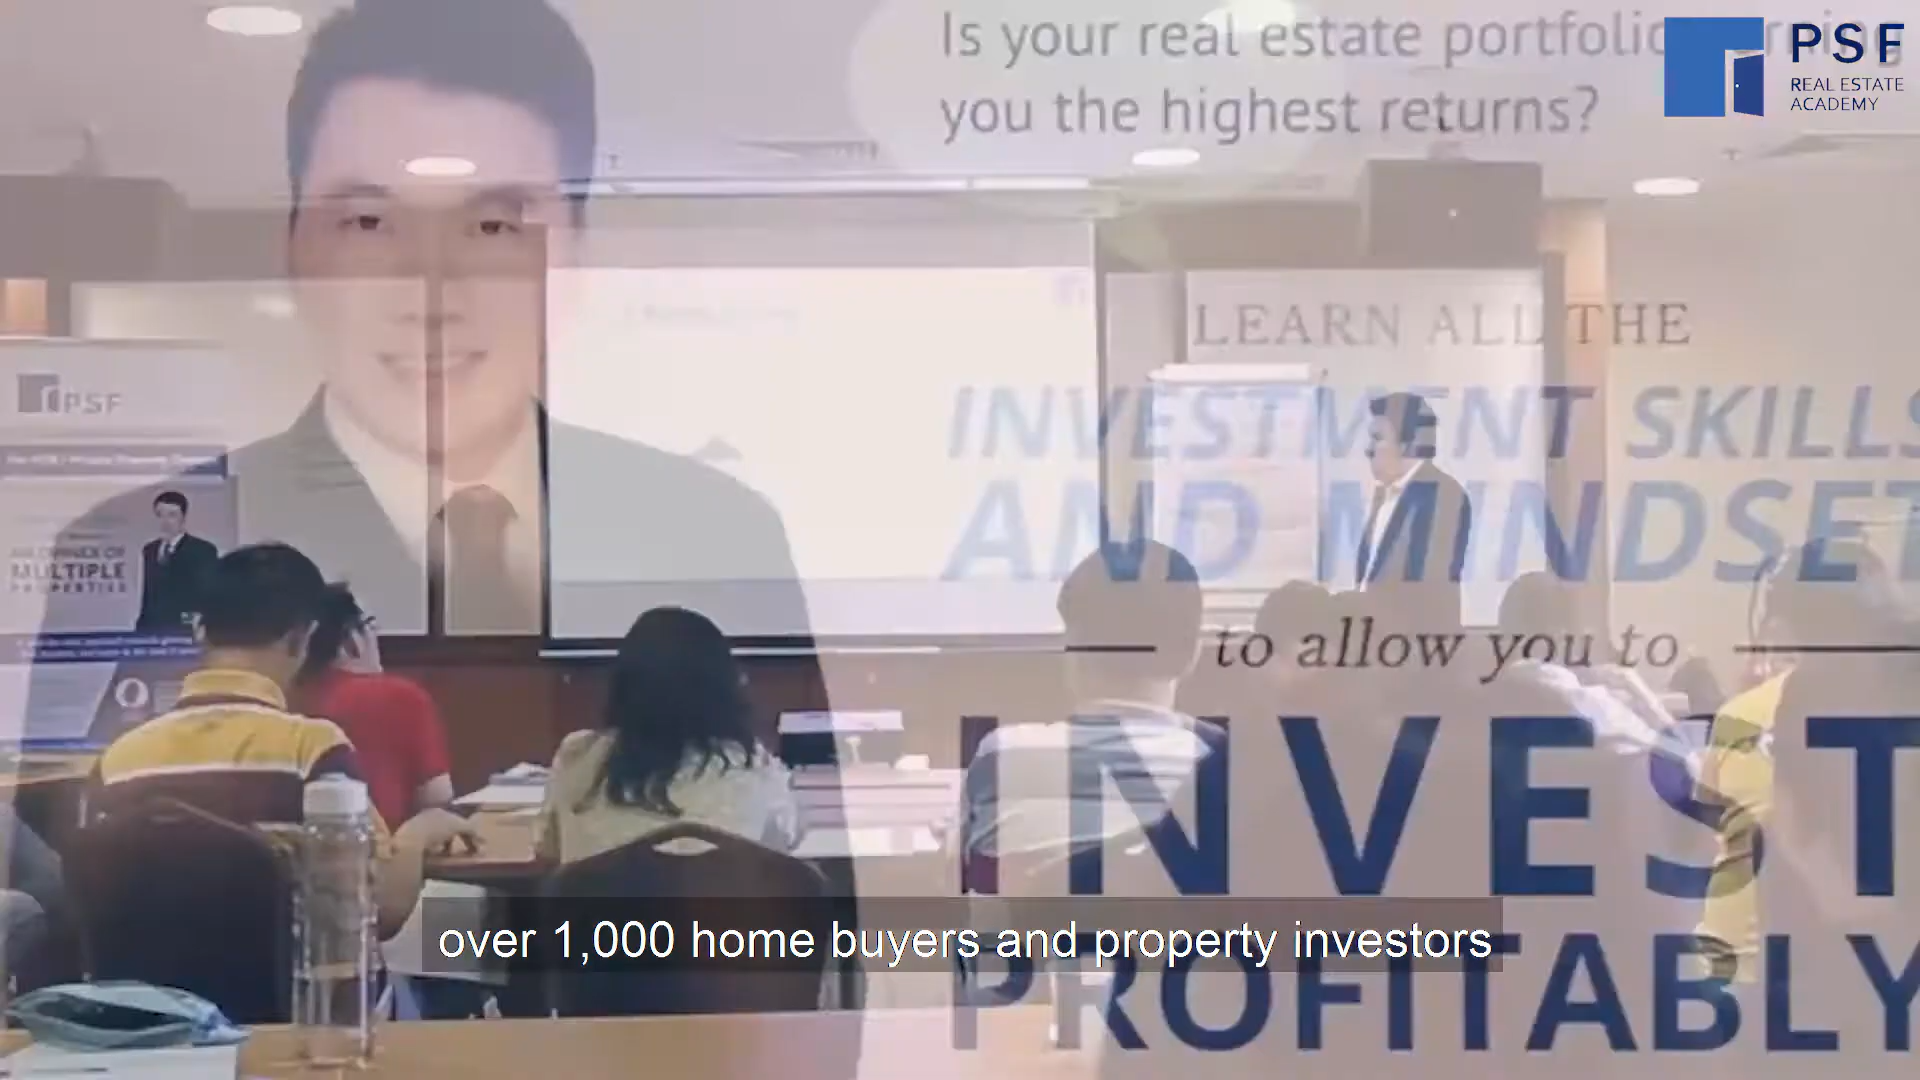 Is your real estate portfolio
you the highest returns?
PSF
REAL ESTATE
ACADEMY
LEARN ALL THE
INVESTMENT SKILLS
AND MINDSET
to allow you to
INVEST
PROFITABLY
PSF
MULTIPLE
PROPERTIES
over 1,000 home buyers and property investors